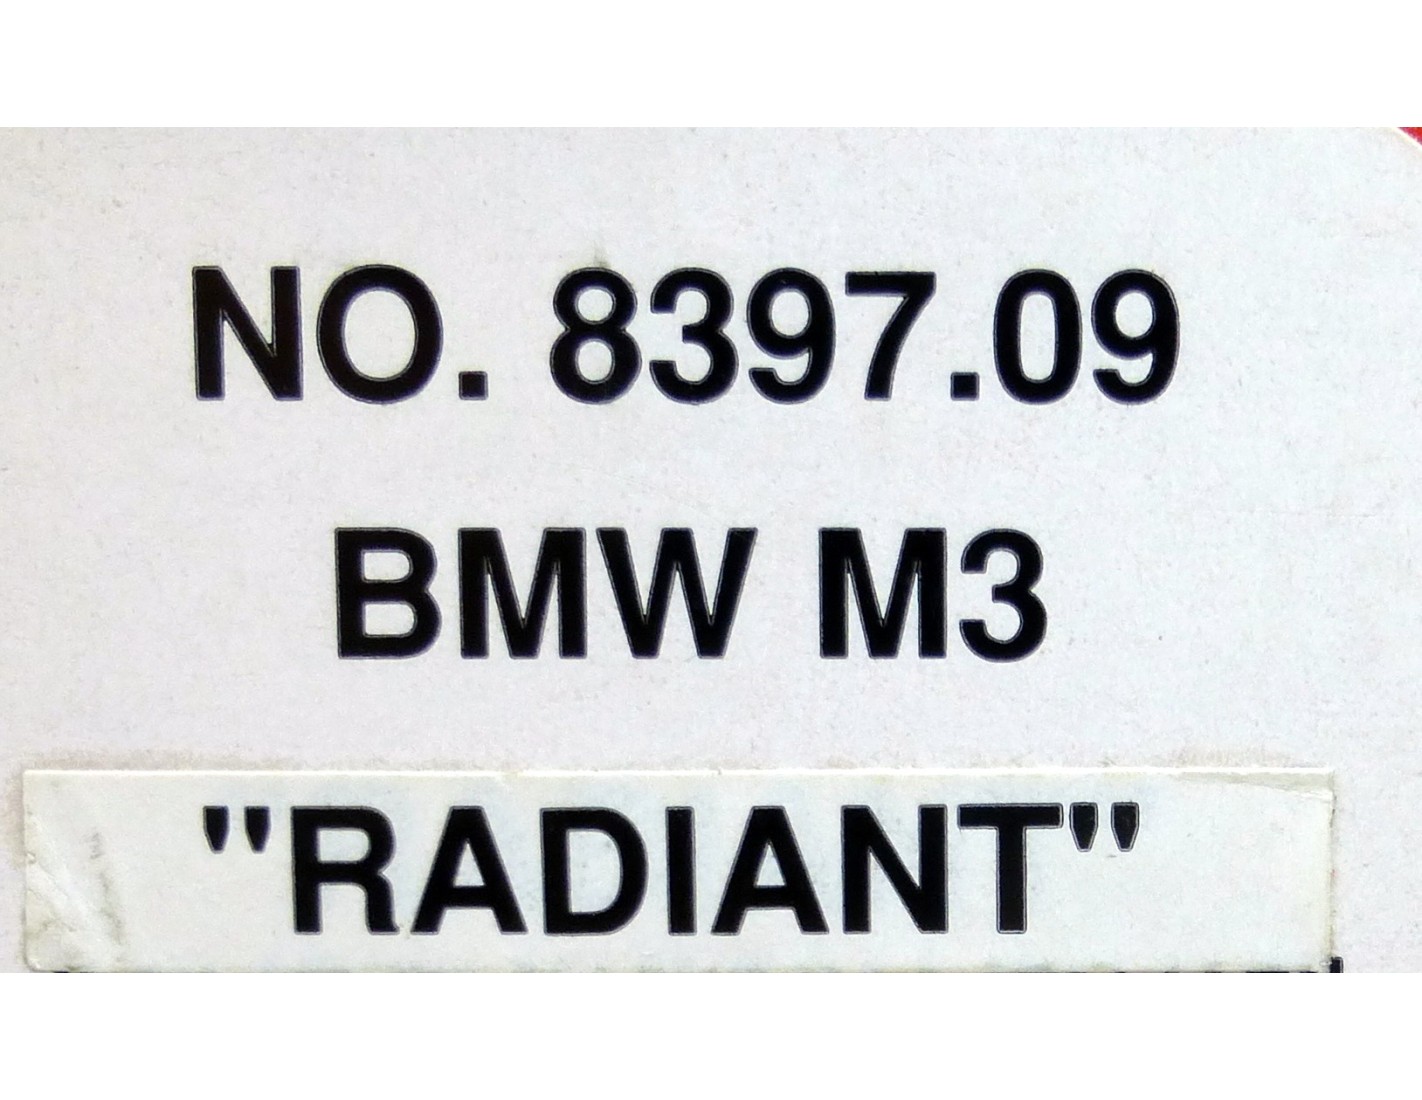 NO. 8397.09
BMW M3
"RADIANT"